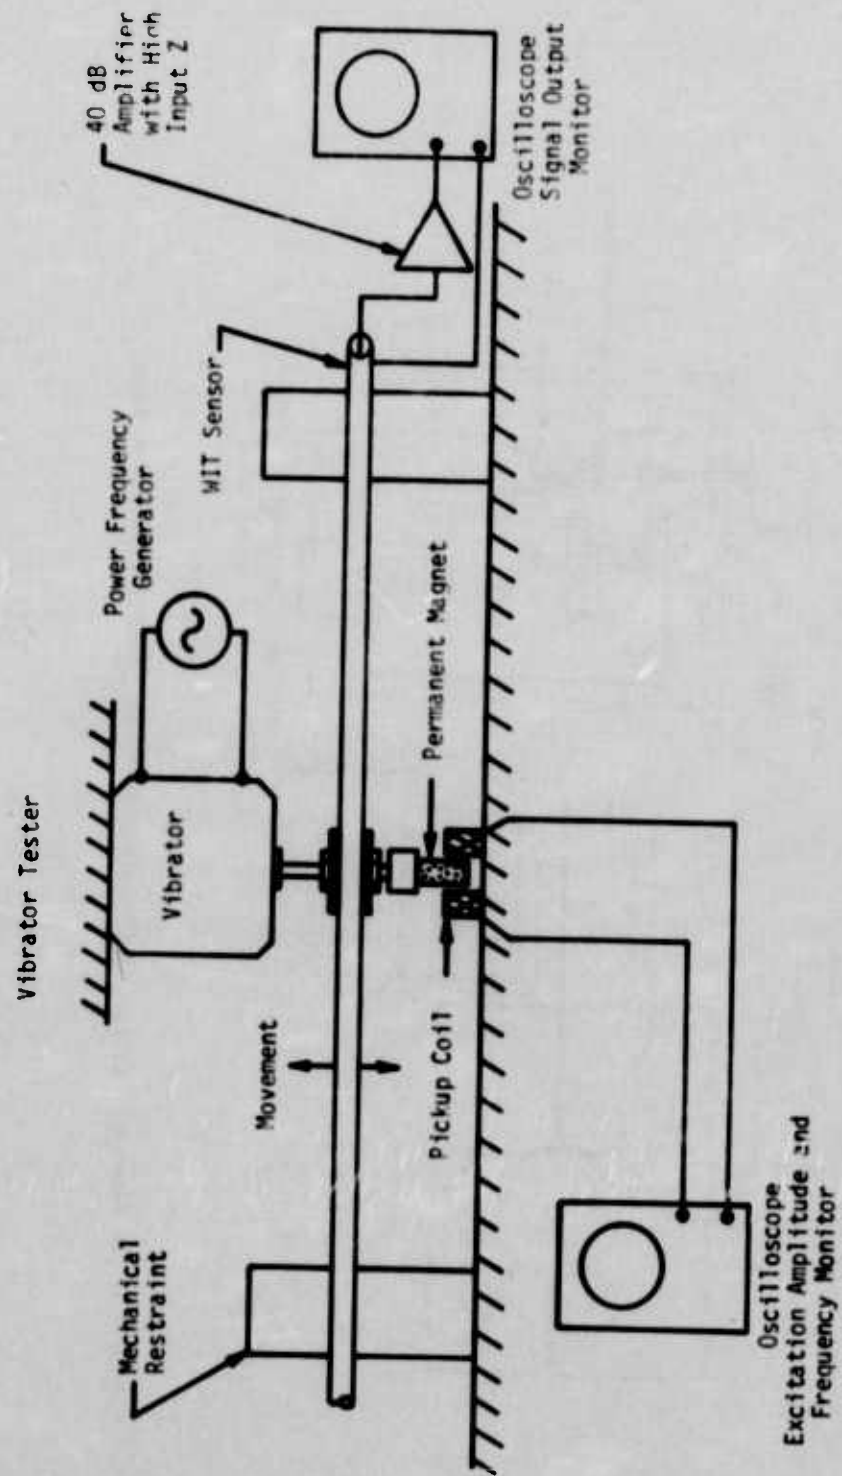 Vibrator Tester
Power Frequency
Generator
40 dB
Amplifier
with High
Input Z
Vibrator
WIT Sensor
Mechanical
Restraint
Movement
Permanent Magnet
Pickup Coil
Oscilloscope
Signal Output
Monitor
Oscilloscope
Excitation Amplitude and
Frequency Monitor